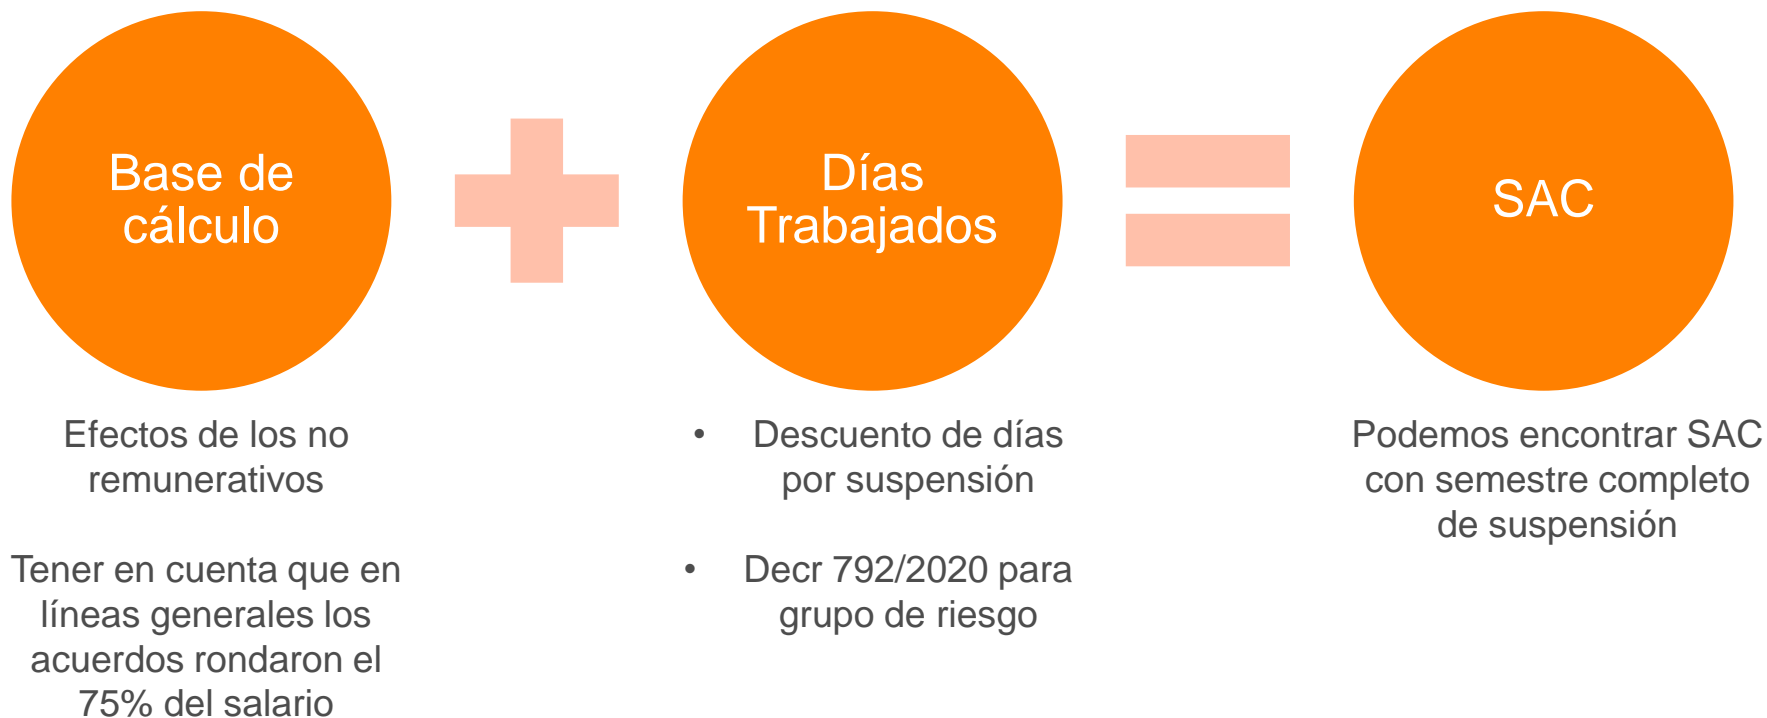 Base de
cálculo
Días
Trabajados
SAC
Efectos de los no
remunerativos
Tener en cuenta que en
líneas generales los
acuerdos rondaron el
75% del salario
• Descuento de días
por suspensión
• Decr 792/2020 para
grupo de riesgo
Podemos encontrar SAC
con semestre completo
de suspensión